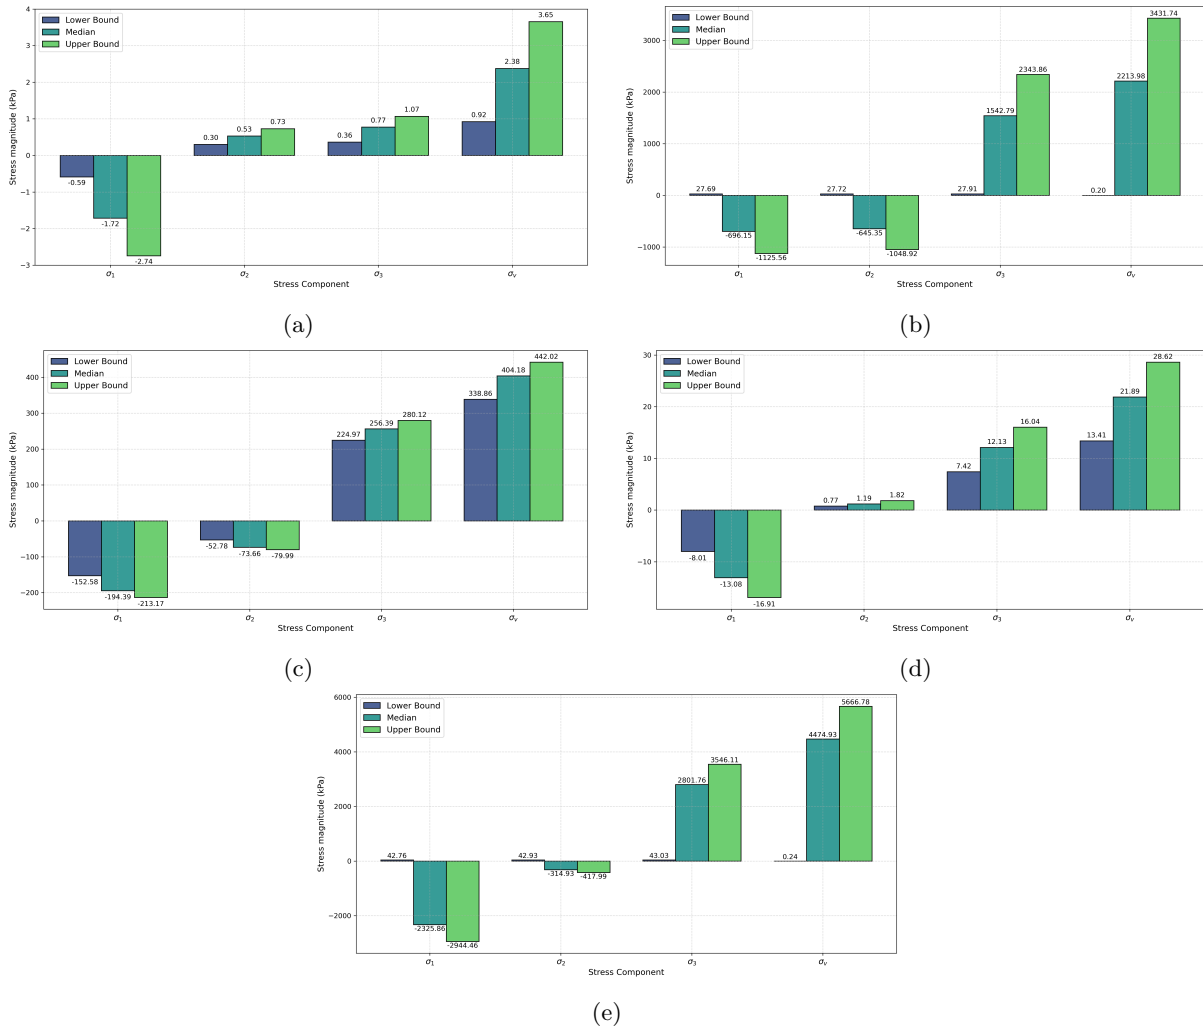 4
3
2
1
0
−1
−2
−3
Stress magnitude (kPa)
Lower Bound
Median
Upper Bound
-0.59
-1.72
-2.74
0.30
0.53
0.73
0.36
0.77
1.07
0.92
2.38
3.65
σ1
σ2
σ3
σv
Stress Component
(a)
3000
2000
1000
0
−1000
Stress magnitude (kPa)
Lower Bound
Median
Upper Bound
27.69
-696.15
-1125.56
27.72
-645.35
-1048.92
27.91
1542.79
2343.86
0.20
2213.98
3431.74
σ1
σ2
σ3
σv
Stress Component
(b)
400
300
200
100
0
−100
−200
Stress magnitude (kPa)
Lower Bound
Median
Upper Bound
-152.58
-194.39
-213.17
-52.78
-73.66
-79.99
224.97
256.39
280.12
338.86
404.18
442.02
σ1
σ2
σ3
σv
Stress Component
(c)
30
20
10
0
−10
Stress magnitude (kPa)
Lower Bound
Median
Upper Bound
-8.01
-13.08
-16.91
0.77
1.19
1.82
7.42
12.13
16.04
13.41
21.89
28.62
σ1
σ2
σ3
σv
Stress Component
(d)
6000
4000
2000
0
−2000
Stress magnitude (kPa)
Lower Bound
Median
Upper Bound
42.76
-2325.86
-2944.46
42.93
-314.93
-417.99
43.03
2801.76
3546.11
0.24
4474.93
5666.78
σ1
σ2
σ3
σv
Stress Component
(e)